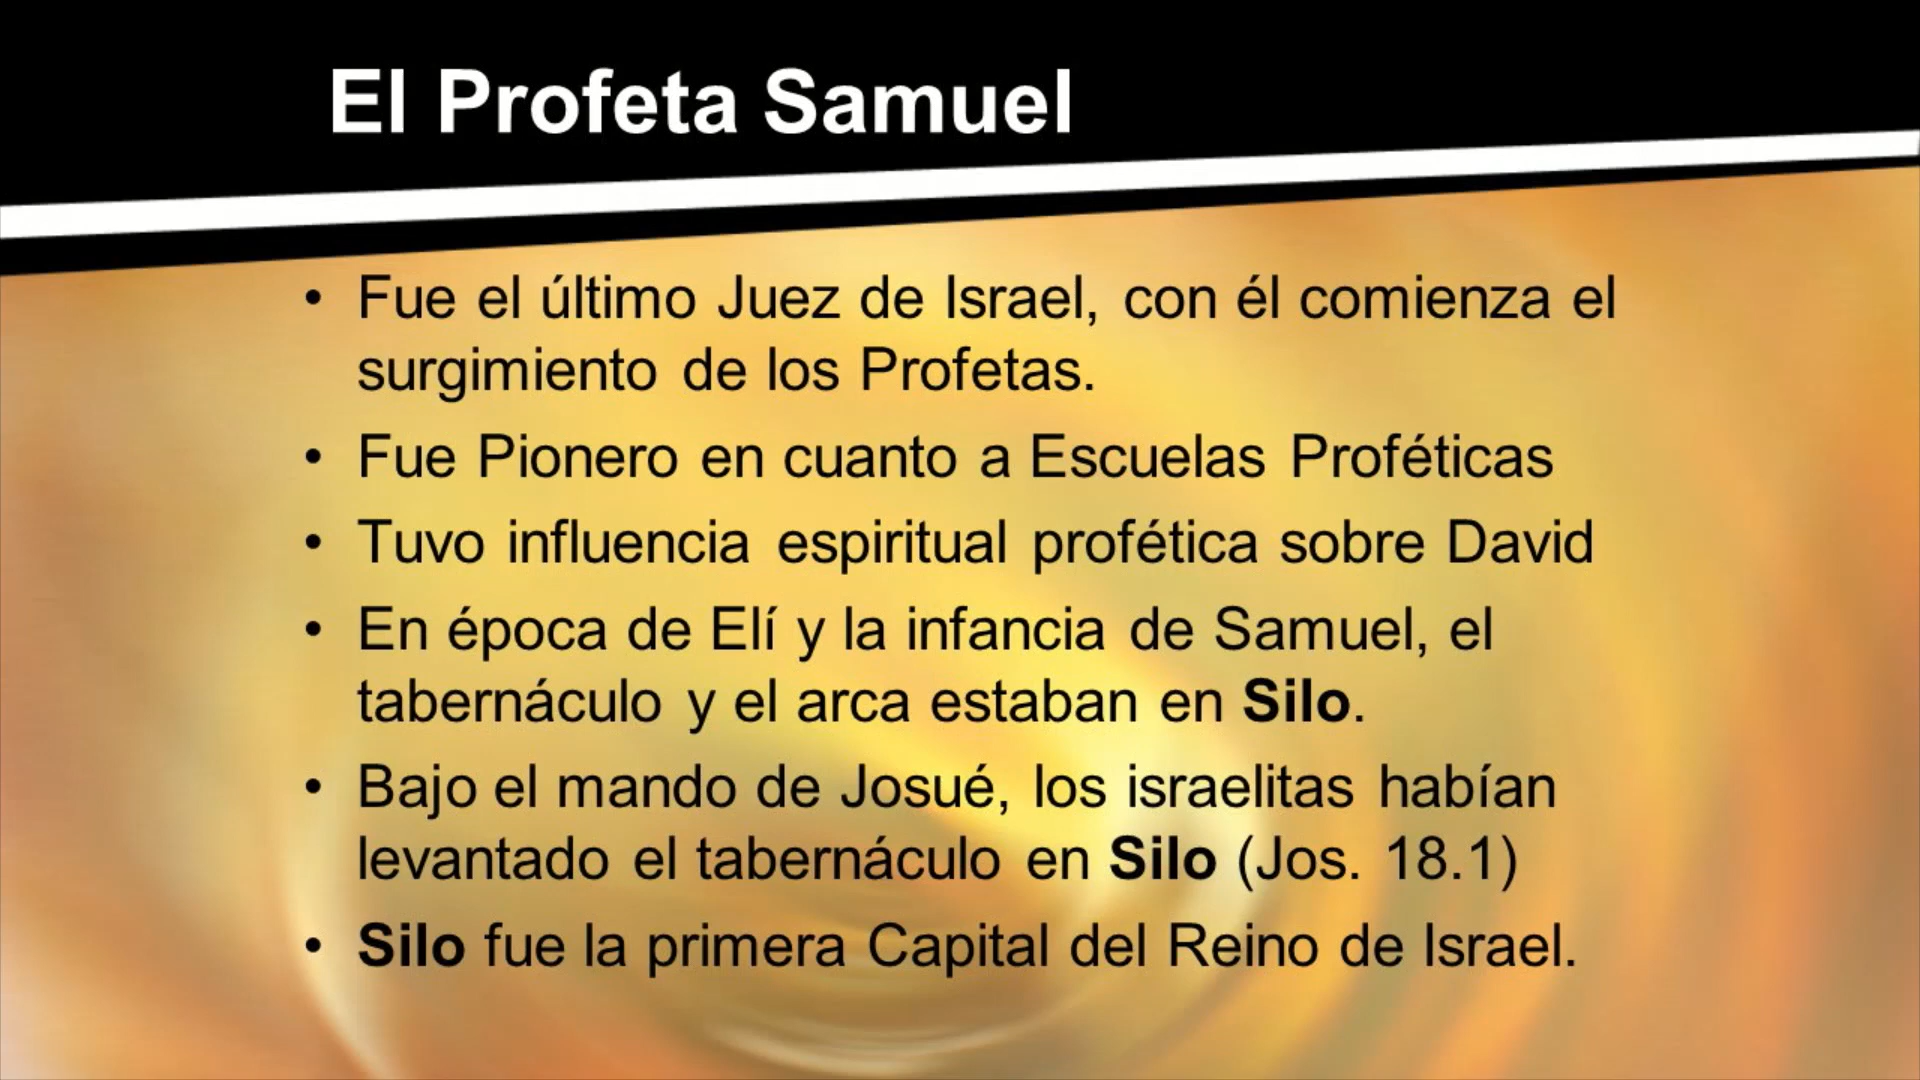 El Profeta Samuel
• Fue el último Juez de Israel, con él comienza el
surgimiento de los Profetas.
• Fue Pionero en cuanto a Escuelas Proféticas
• Tuvo influencia espiritual profética sobre David
• En época de Elí y la infancia de Samuel, el
tabernáculo y el arca estaban en Silo.
• Bajo el mando de Josué, los israelitas habían
levantado el tabernáculo en Silo (Jos. 18.1)
• Silo fue la primera Capital del Reino de Israel.